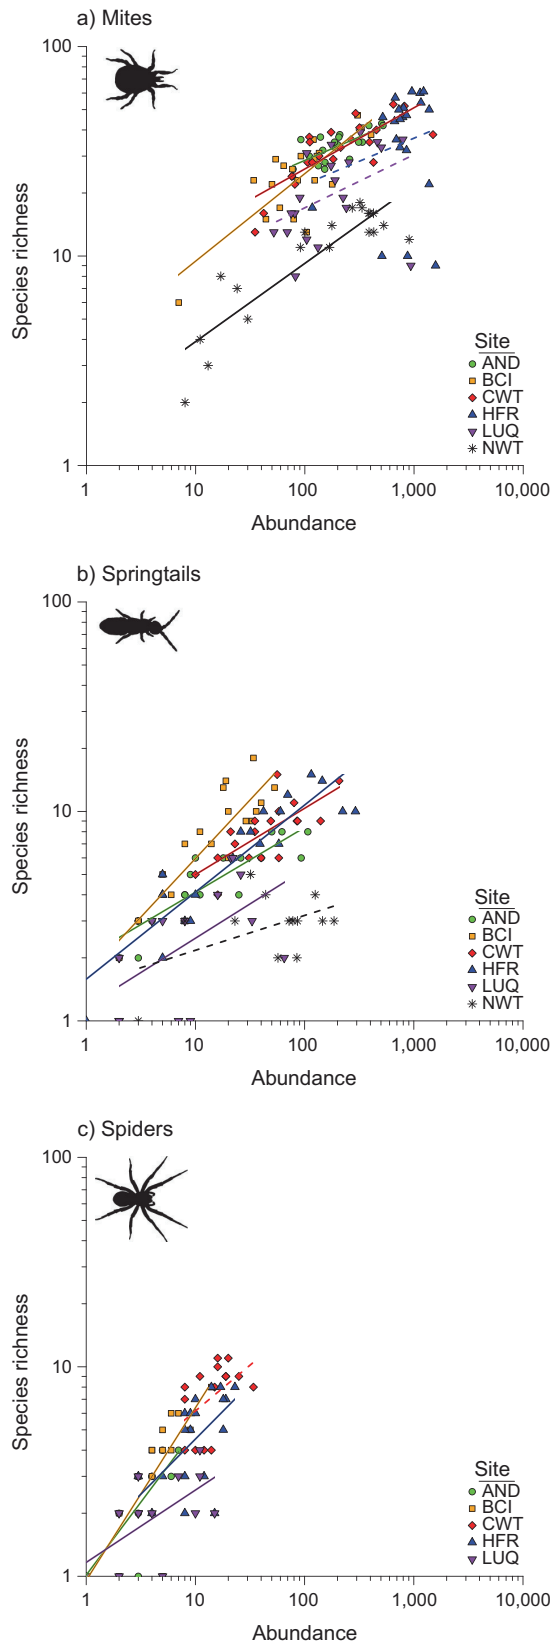 a) Mites
100
10
1
Species richness
1
10
100
1,000
10,000
Abundance
Site
AND
BCI
CWT
HFR
LUQ
NWT
b) Springtails
100
10
1
Species richness
1
10
100
1,000
10,000
Abundance
Site
AND
BCI
CWT
HFR
LUQ
NWT
c) Spiders
100
10
1
Species richness
1
10
100
1,000
10,000
Abundance
Site
AND
BCI
CWT
HFR
LUQ